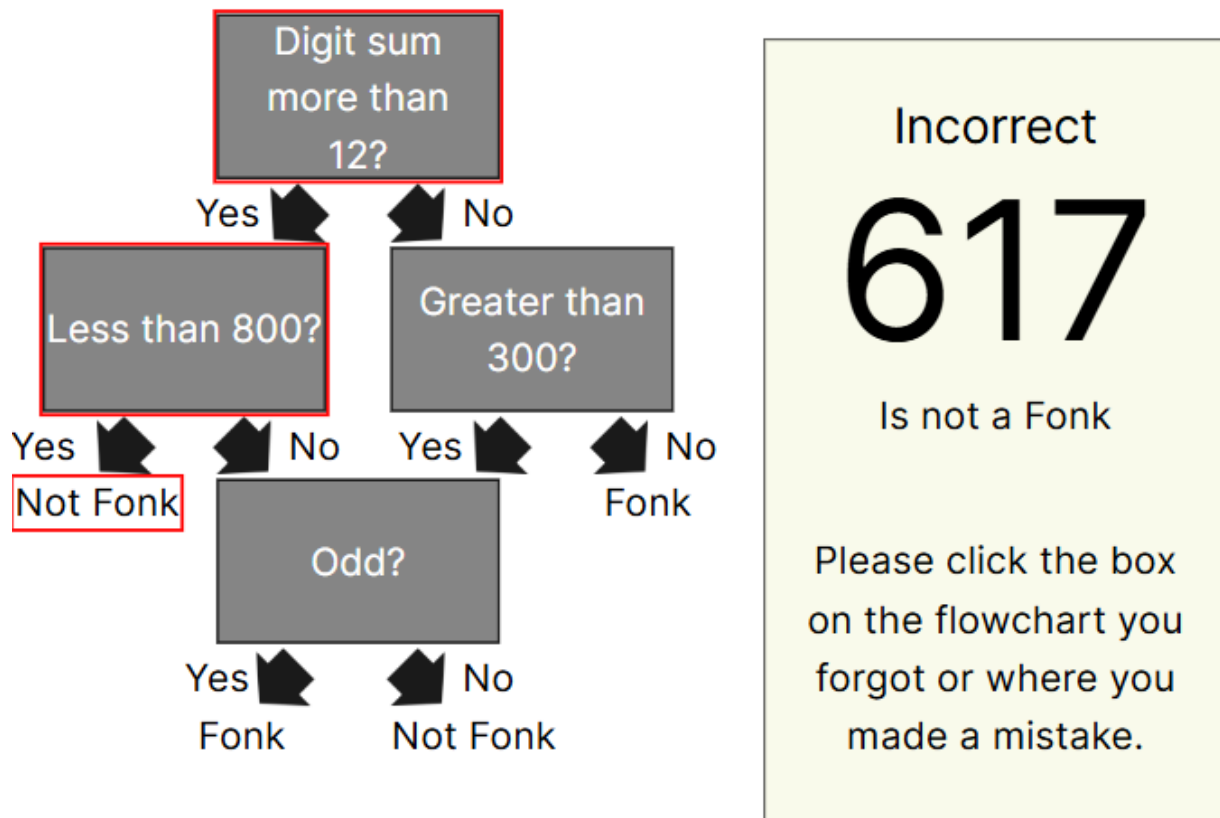 Digit sum
more than
12?
Yes
No
Less than 800?
Greater than
300?
Yes
No
Yes
No
Not Fonk
Fonk
Odd?
Yes
No
Fonk
Not Fonk
Incorrect
617
Is not a Fonk
Please click the box
on the flowchart you
forgot or where you
made a mistake.